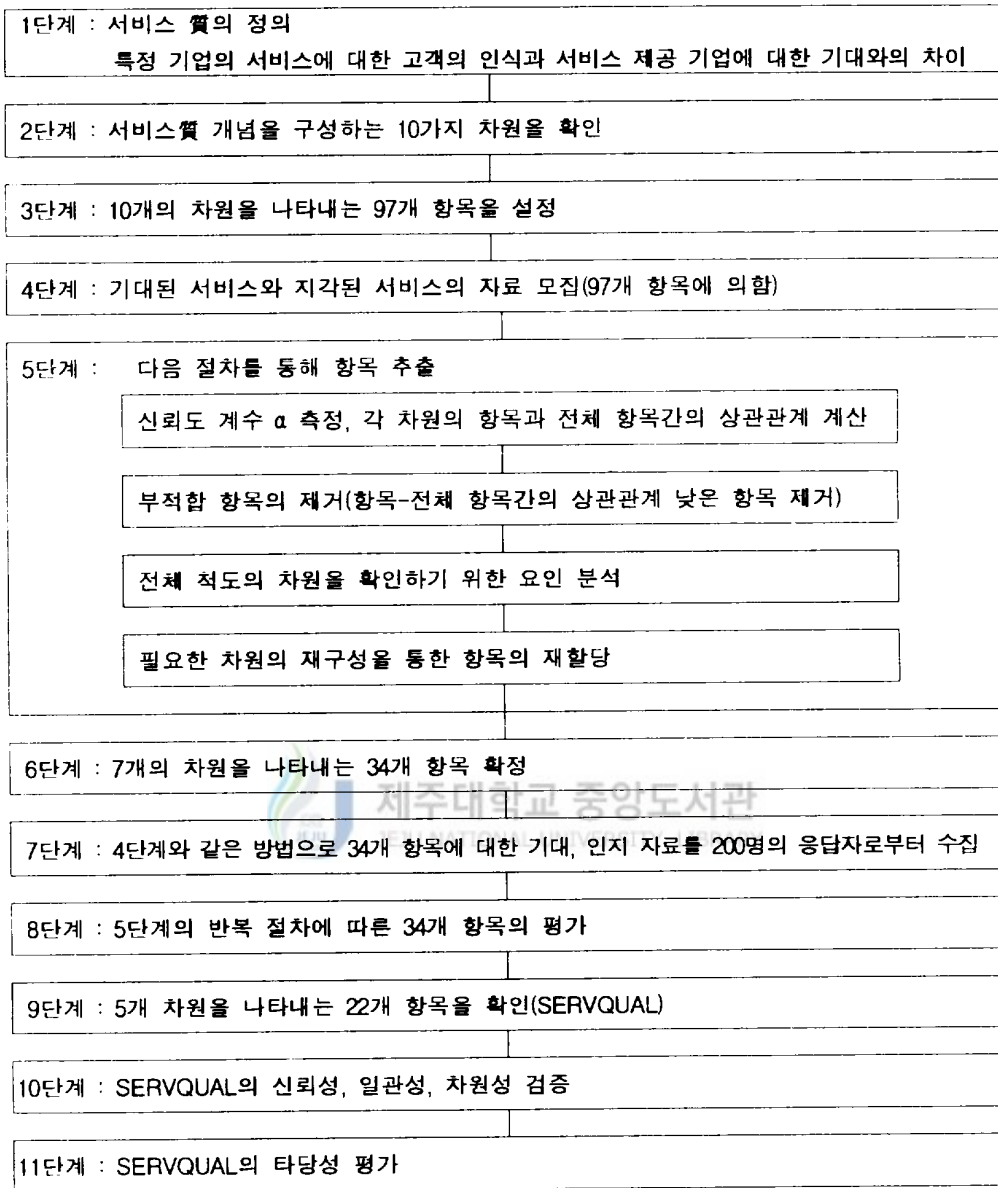 1단계 : 서비스 質의 정의
특정 기업의 서비스에 대한 고객의 인식과 서비스 제공 기업에 대한 기대와의 차이
2단계 : 서비스質 개념을 구성하는 10가지 차원을 확인
3단계 : 10개의 차원을 나타내는 97개 항목을 설정
4단계 : 기대된 서비스와 지각된 서비스의 자료 모집(97개 항목에 의함)
5단계 : 다음 절차를 통해 항목 추출
신뢰도 계수 α 측정, 각 차원의 항목과 전체 항목간의 상관관계 계산
부적합 항목의 제거(항목-전체 항목간의 상관관계 낮은 항목 제거)
전체 척도의 차원을 확인하기 위한 요인 분석
필요한 차원의 재구성을 통한 항목의 재할당
6단계 : 7개의 차원을 나타내는 34개 항목 확정
제주대학교 중앙도서관
JEJU NATIONAL UNIVERSITY LIBRARY
7단계 : 4단계와 같은 방법으로 34개 항목에 대한 기대, 인지 자료를 200명의 응답자로부터 수집
8단계 : 5단계의 반복 절차에 따른 34개 항목의 평가
9단계 : 5개 차원을 나타내는 22개 항목을 확인(SERVQUAL)
10단계 : SERVQUAL의 신뢰성, 일관성, 차원성 검증
11단계 : SERVQUAL의 타당성 평가